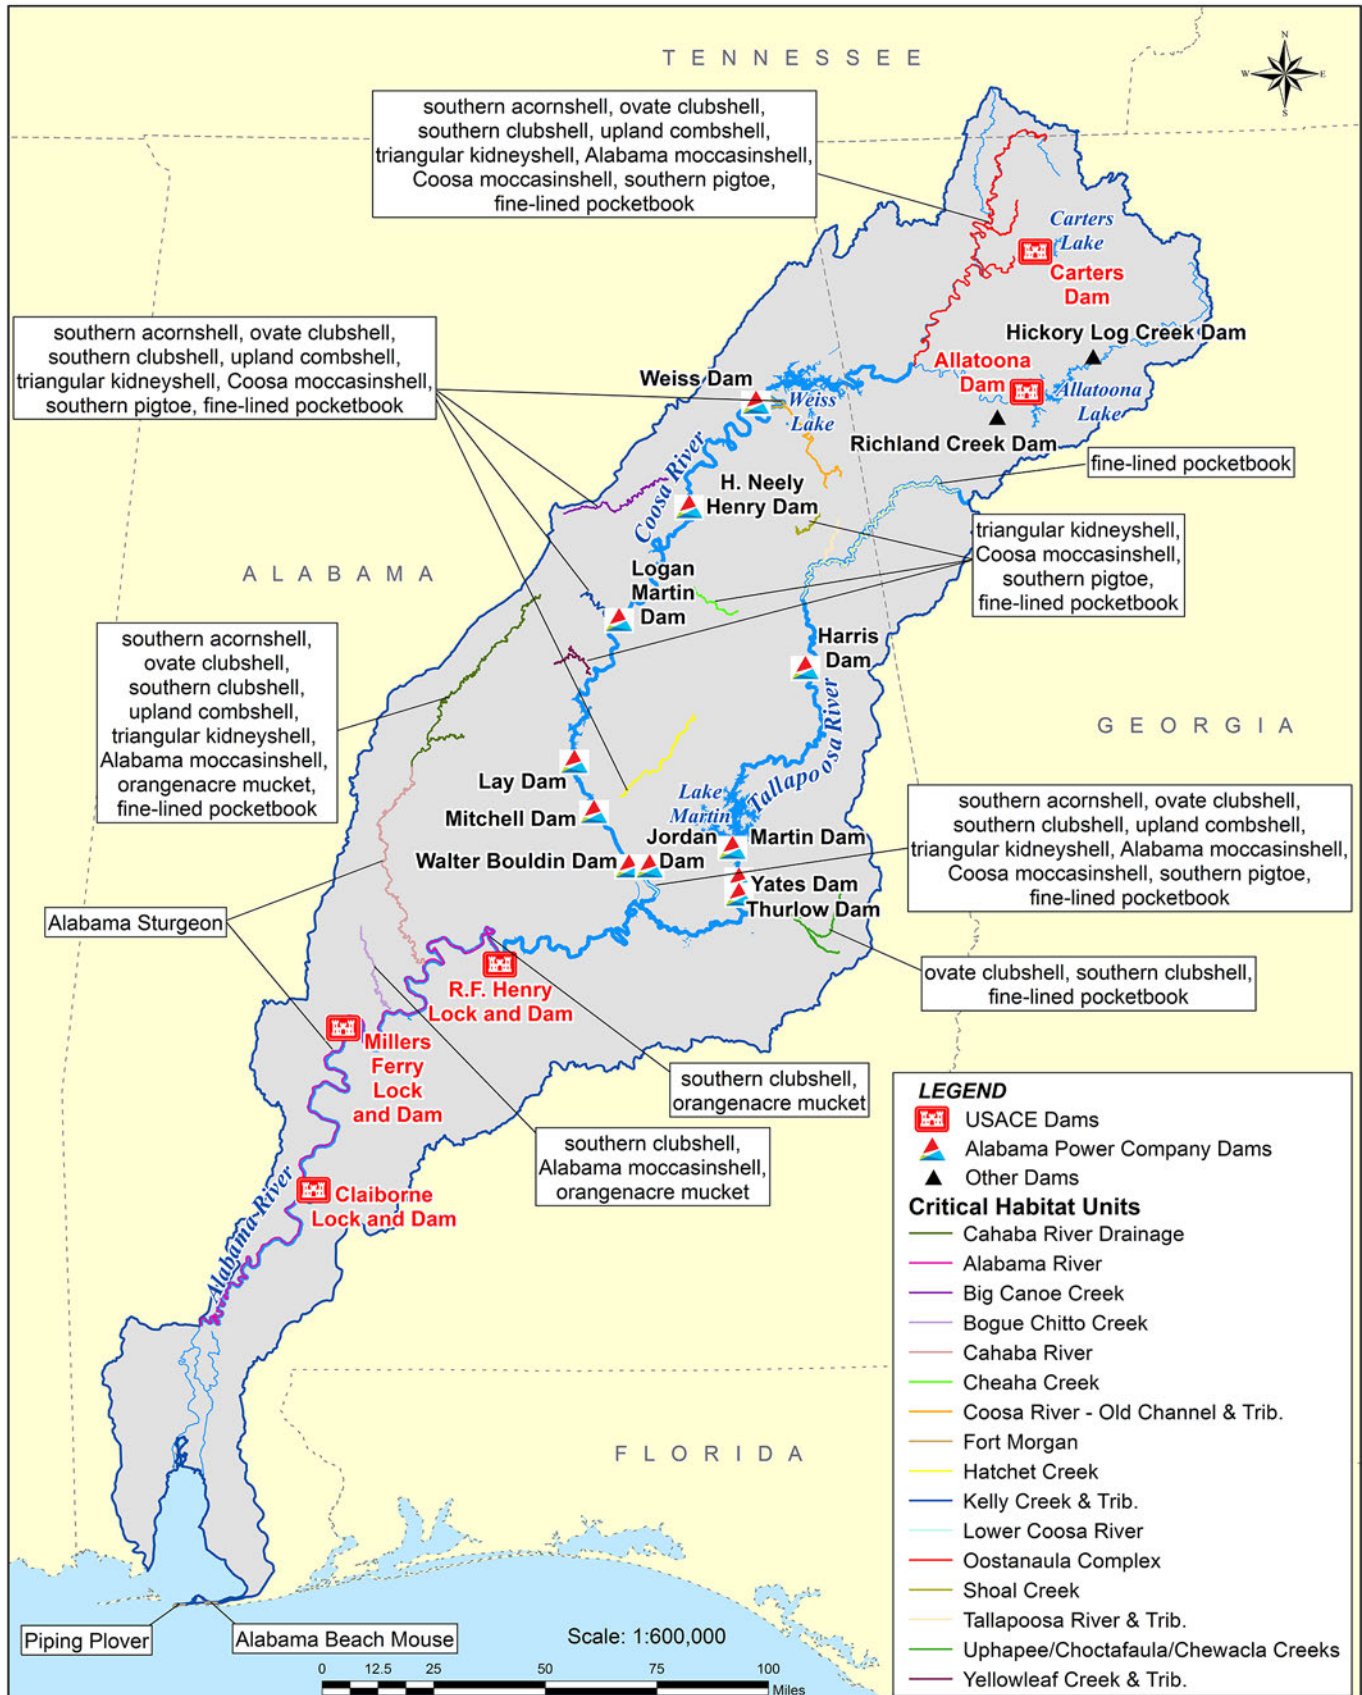 TENNESSEE
N
W
E
S
southern acornshell, ovate clubshell,
southern clubshell, upland combshell,
triangular kidneyshell, Alabama moccasinshell,
Coosa moccasinshell, southern pigtoe,
fine-lined pocketbook
Carters
Lake
Carters
Dam
southern acornshell, ovate clubshell,
southern clubshell, upland combshell,
triangular kidneyshell, Coosa moccasinshell,
southern pigtoe, fine-lined pocketbook
Hickory Log Creek Dam
Allatoona
Dam
Allatoona
Lake
Richland Creek Dam
Weiss Dam
Weiss
Lake
Coosa River
H. Neely
Henry Dam
fine-lined pocketbook
triangular kidneyshell,
Coosa moccasinshell,
southern pigtoe,
fine-lined pocketbook
ALABAMA
Logan
Martin
Dam
southern acornshell,
ovate clubshell,
southern clubshell,
upland combshell,
triangular kidneyshell,
Alabama moccasinshell,
orangenacre mucket,
fine-lined pocketbook
Harris
Dam
Tallapoosa River
GEORGIA
Lay Dam
Mitchell Dam
Lake
Martin
Jordan
Dam
Martin Dam
Walter Bouldin Dam
Yates Dam
Thurlow Dam
southern acornshell, ovate clubshell,
southern clubshell, upland combshell,
triangular kidneyshell, Alabama moccasinshell,
Coosa moccasinshell, southern pigtoe,
fine-lined pocketbook
Alabama Sturgeon
R.F. Henry
Lock and Dam
ovate clubshell, southern clubshell,
fine-lined pocketbook
Millers
Ferry
Lock
and Dam
southern clubshell,
orangenacre mucket
southern clubshell,
Alabama moccasinshell,
orangenacre mucket
Claiborne
Lock and Dam
Alabama River
FLORIDA
Piping Plover
Alabama Beach Mouse
Scale: 1:600,000
0 12.5 25 50 75 100
Miles
LEGEND
USACE Dams
Alabama Power Company Dams
Other Dams
Critical Habitat Units
Cahaba River Drainage
Alabama River
Big Canoe Creek
Bogue Chitto Creek
Cahaba River
Cheaha Creek
Coosa River - Old Channel & Trib.
Fort Morgan
Hatchet Creek
Kelly Creek & Trib.
Lower Coosa River
Oostanaula Complex
Shoal Creek
Tallapoosa River & Trib.
Uphapee/Choctafaula/Chewacla Creeks
Yellowleaf Creek & Trib.